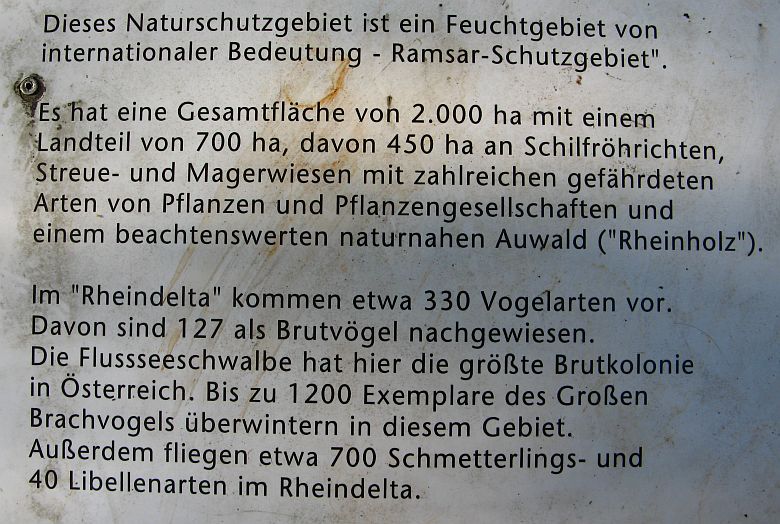 Dieses Naturschutzgebiet ist ein Feuchtgebiet von
internationaler Bedeutung - Ramsar-Schutzgebiet".
Es hat eine Gesamtfläche von 2.000 ha mit einem
Landteil von 700 ha, davon 450 ha an Schilfröhrichten,
Streue- und Magerwiesen mit zahlreichen gefährdeten
Arten von Pflanzen und Pflanzengesellschaften und
einem beachtenswerten naturnahen Auwald ("Rheinholz").
Im "Rheindelta" kommen etwa 330 Vogelarten vor.
Davon sind 127 als Brutvögel nachgewiesen.
Die Flussseeschwalbe hat hier die größte Brutkolonie
in Österreich. Bis zu 1200 Exemplare des Großen
Brachvogels überwintern in diesem Gebiet.
Außerdem fliegen etwa 700 Schmetterlings- und
40 Libellenarten im Rheindelta.